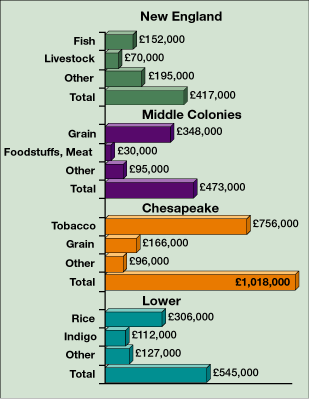 New England
Fish £152,000
Livestock £70,000
Other £195,000
Total £417,000
Middle Colonies
Grain £348,000
Foodstuffs, Meat £30,000
Other £95,000
Total £473,000
Chesapeake
Tobacco £756,000
Grain £166,000
Other £96,000
Total £1,018,000
Lower
Rice £306,000
Indigo £112,000
Other £127,000
Total £545,000